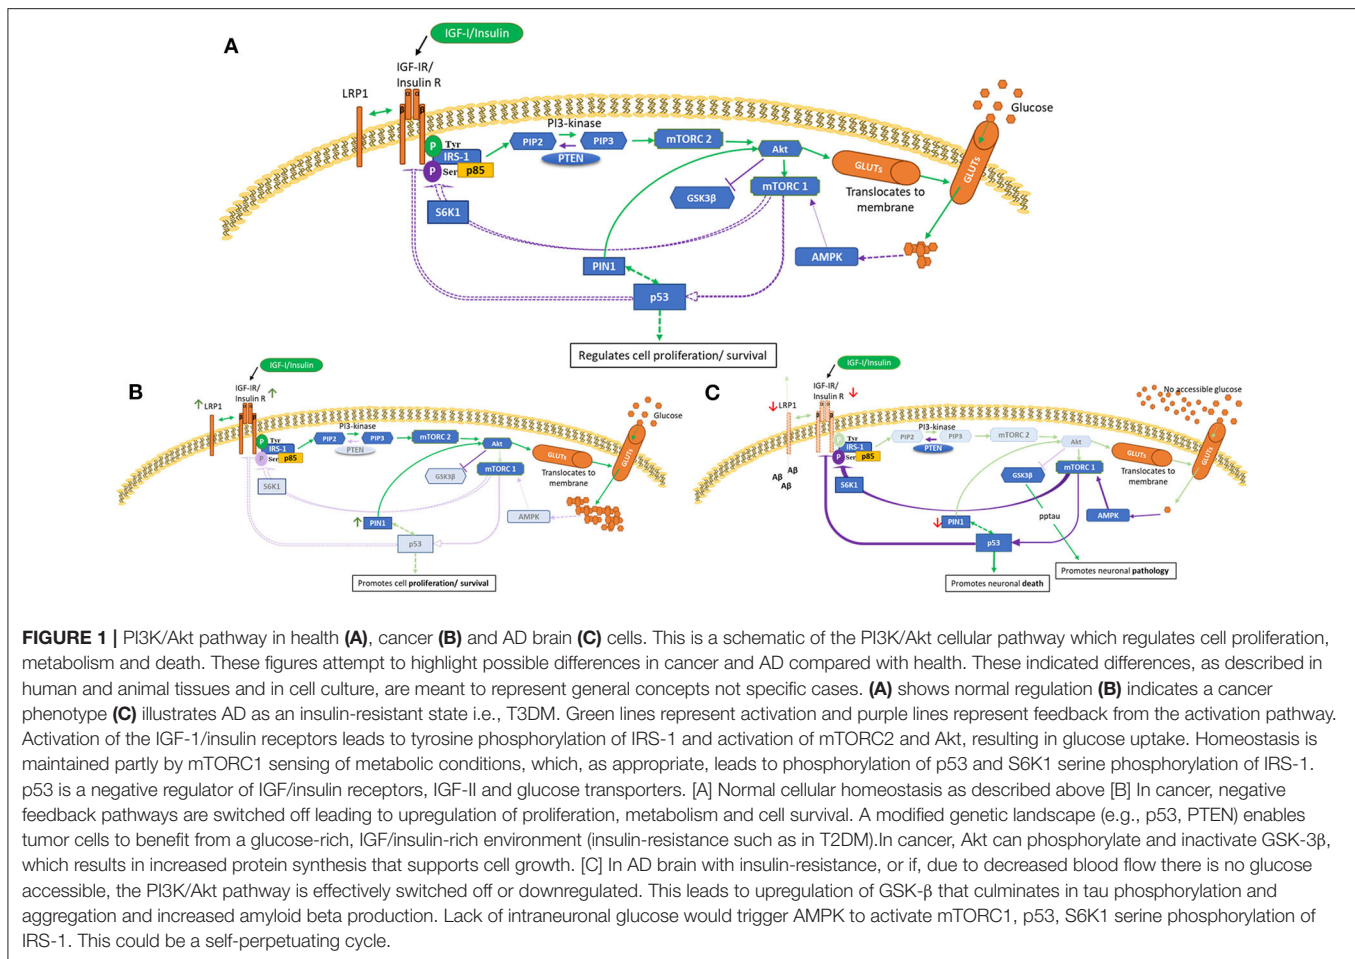 A
IGF-I/Insulin
IGF-IR/
Insulin R
LRP1
α α
β β
P Tyr
IRS-1
P Ser p85
S6K1
PI3-kinase
PIP2 PIP3
PTEN
mTORC 2
Akt
GSK3β
mTORC 1
GLUTs
Translocates to
membrane
Glucose
GLUTs
AMPK
PIN1
p53
Regulates cell proliferation/ survival
B
IGF-I/Insulin
IGF-IR/
Insulin R
LRP1
P Tyr
IRS-1
P Ser p85
S6K1
PI3-kinase
PIP2 PIP3
PTEN
mTORC 2
Akt
GSK3β
mTORC 1
GLUTs
Translocates to
membrane
Glucose
GLUTs
AMPK
PIN1
p53
Promotes cell proliferation/ survival
C
IGF-I/Insulin
IGF-IR/
Insulin R
LRP1
Aβ
Aβ
Aβ
P Tyr
IRS-1
P Ser p85
S6K1
PI3-kinase
PIP2 PIP3
PTEN
mTORC 2
Akt
GSK3β
mTORC 1
GLUTs
Translocates to
membrane
No accessible glucose
GLUTs
AMPK
pptau
PIN1
p53
Promotes neuronal pathology
Promotes neuronal death
FIGURE 1 | PI3K/Akt pathway in health (A), cancer (B) and AD brain (C) cells. This is a schematic of the PI3K/Akt cellular pathway which regulates cell proliferation,
metabolism and death. These figures attempt to highlight possible differences in cancer and AD compared with health. These indicated differences, as described in
human and animal tissues and in cell culture, are meant to represent general concepts not specific cases. (A) shows normal regulation (B) indicates a cancer
phenotype (C) illustrates AD as an insulin-resistant state i.e., T3DM. Green lines represent activation and purple lines represent feedback from the activation pathway.
Activation of the IGF-1/insulin receptors leads to tyrosine phosphorylation of IRS-1 and activation of mTORC2 and Akt, resulting in glucose uptake. Homeostasis is
maintained partly by mTORC1 sensing of metabolic conditions, which, as appropriate, leads to phosphorylation of p53 and S6K1 serine phosphorylation of IRS-1.
p53 is a negative regulator of IGF/insulin receptors, IGF-II and glucose transporters. [A] Normal cellular homeostasis as described above [B] In cancer, negative
feedback pathways are switched off leading to upregulation of proliferation, metabolism and cell survival. A modified genetic landscape (e.g., p53, PTEN) enables
tumor cells to benefit from a glucose-rich, IGF/insulin-rich environment (insulin-resistance such as in T2DM).In cancer, Akt can phosphorylate and inactivate GSK-3β,
which results in increased protein synthesis that supports cell growth. [C] In AD brain with insulin-resistance, or if, due to decreased blood flow there is no glucose
accessible, the PI3K/Akt pathway is effectively switched off or downregulated. This leads to upregulation of GSK-β that culminates in tau phosphorylation and
aggregation and increased amyloid beta production. Lack of intraneuronal glucose would trigger AMPK to activate mTORC1, p53, S6K1 serine phosphorylation of
IRS-1. This could be a self-perpetuating cycle.